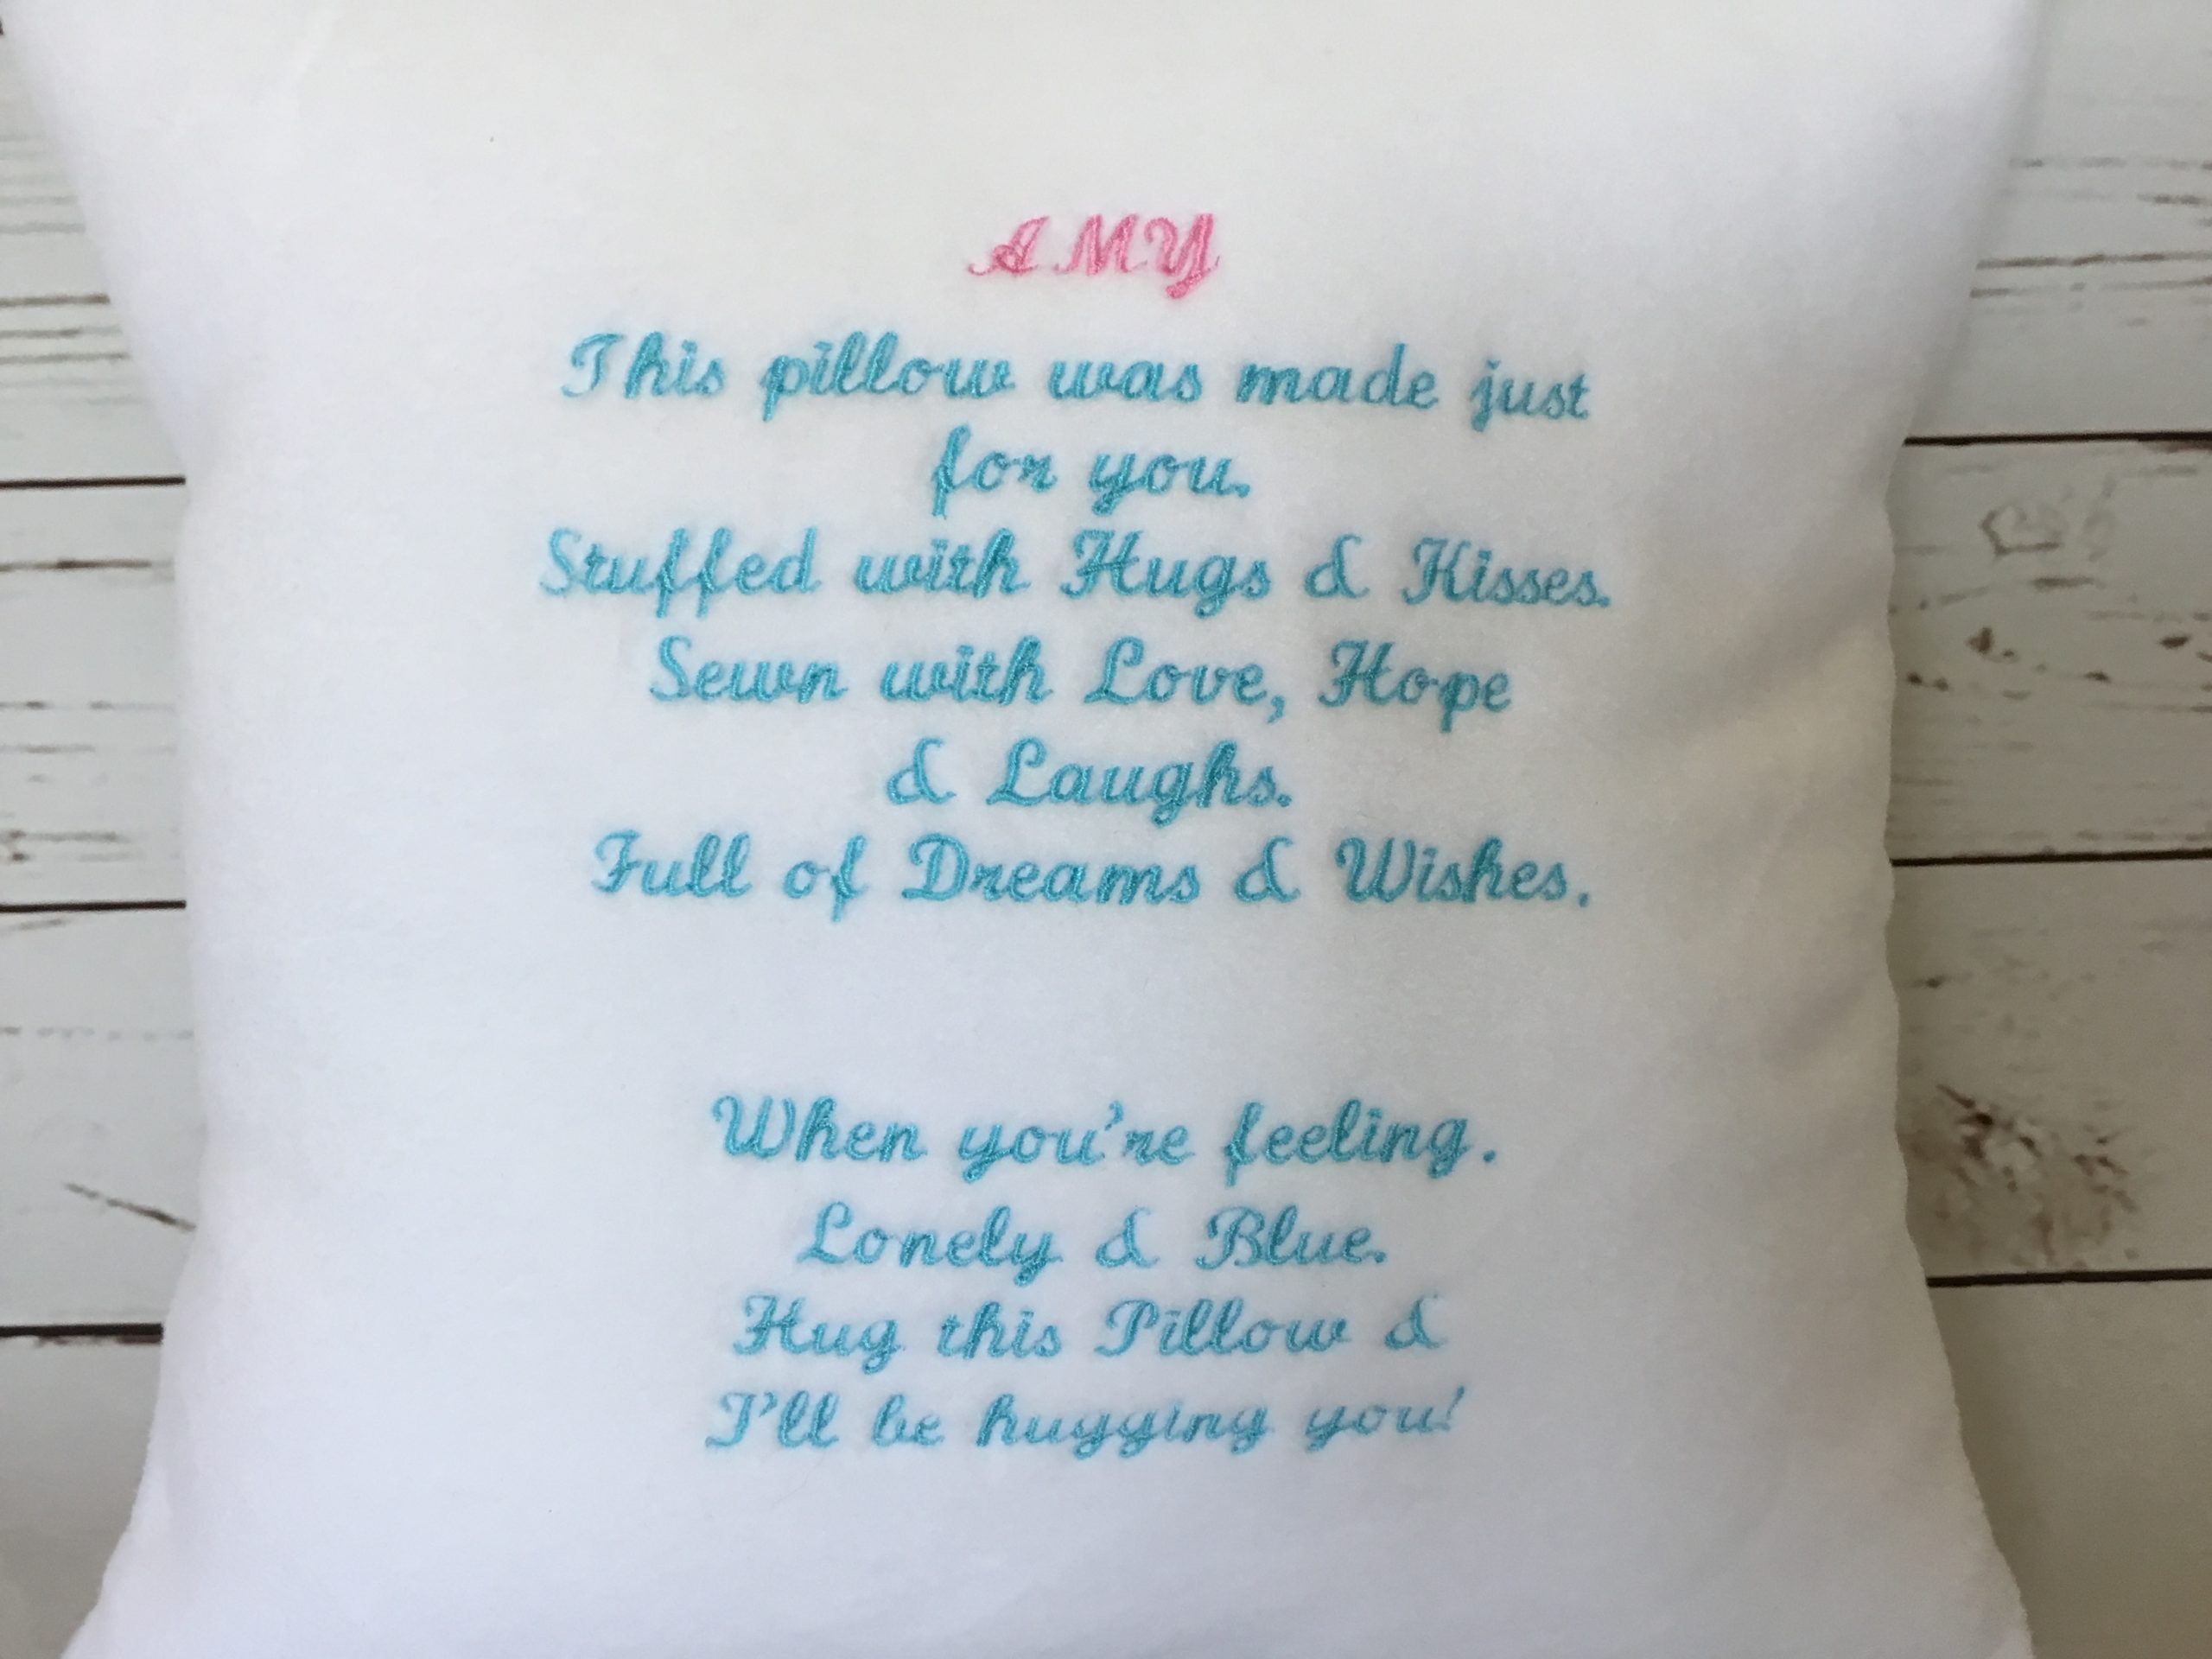 AMY
This pillow was made just
for you.
Stuffed with Hugs & Kisses.
Sewn with Love, Hope
& Laughs.
Full of Dreams & Wishes.
When you're feeling.
Lonely & Blue.
Hug this Pillow &
I'll be hugging you!